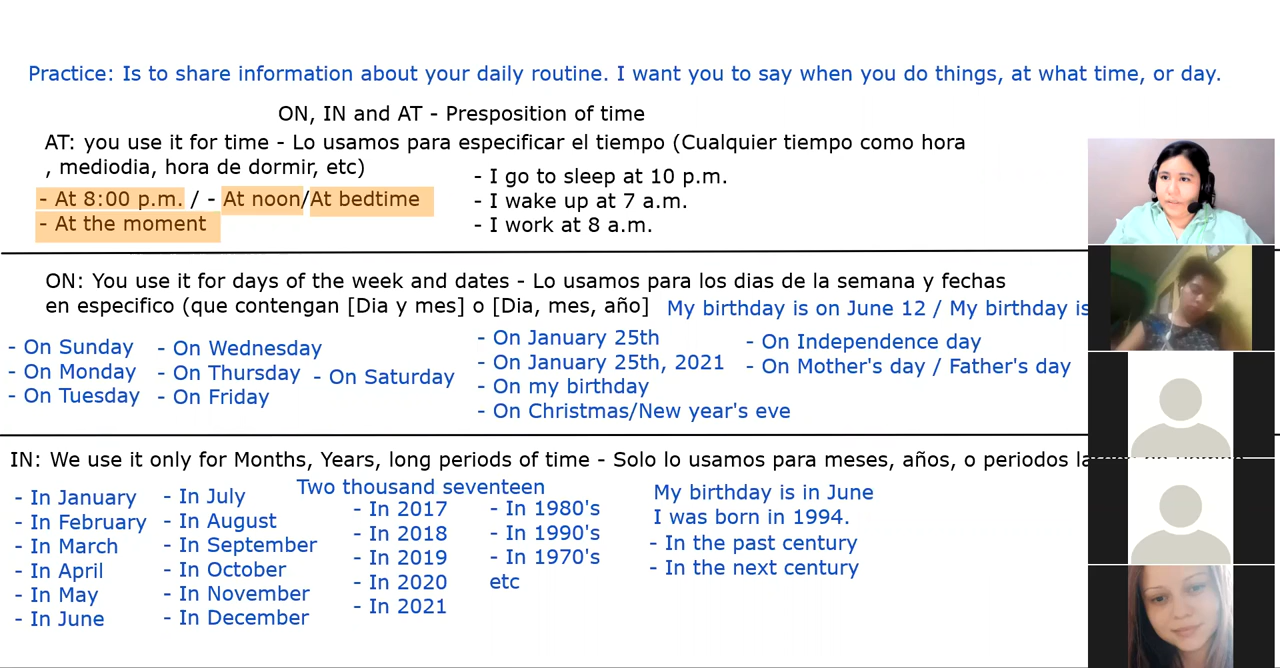 Practice: Is to share information about your daily routine. I want you to say when you do things, at what time, or day.
ON, IN and AT - Presposition of time
AT: you use it for time - Lo usamos para especificar el tiempo (Cualquier tiempo como hora
, mediodia, hora de dormir, etc)
- At 8:00 p.m. / - At noon/At bedtime
- At the moment
- I go to sleep at 10 p.m.
- I wake up at 7 a.m.
- I work at 8 a.m.
ON: You use it for days of the week and dates - Lo usamos para los dias de la semana y fechas
en especifico (que contengan [Dia y mes] o [Dia, mes, año]
My birthday is on June 12 / My birthday is
- On Sunday
- On Monday
- On Tuesday
- On Wednesday
- On Thursday
- On Friday
- On Saturday
- On January 25th
- On January 25th, 2021
- On my birthday
- On Christmas/New year's eve
- On Independence day
- On Mother's day / Father's day
IN: We use it only for Months, Years, long periods of time - Solo lo usamos para meses, años, o periodos
- In January
- In February
- In March
- In April
- In May
- In June
- In July
- In August
- In September
- In October
- In November
- In December
Two thousand seventeen
- In 2017
- In 2018
- In 2019
- In 2020
- In 2021
- In 1980's
- In 1990's
- In 1970's
etc
My birthday is in June
I was born in 1994.
- In the past century
- In the next century